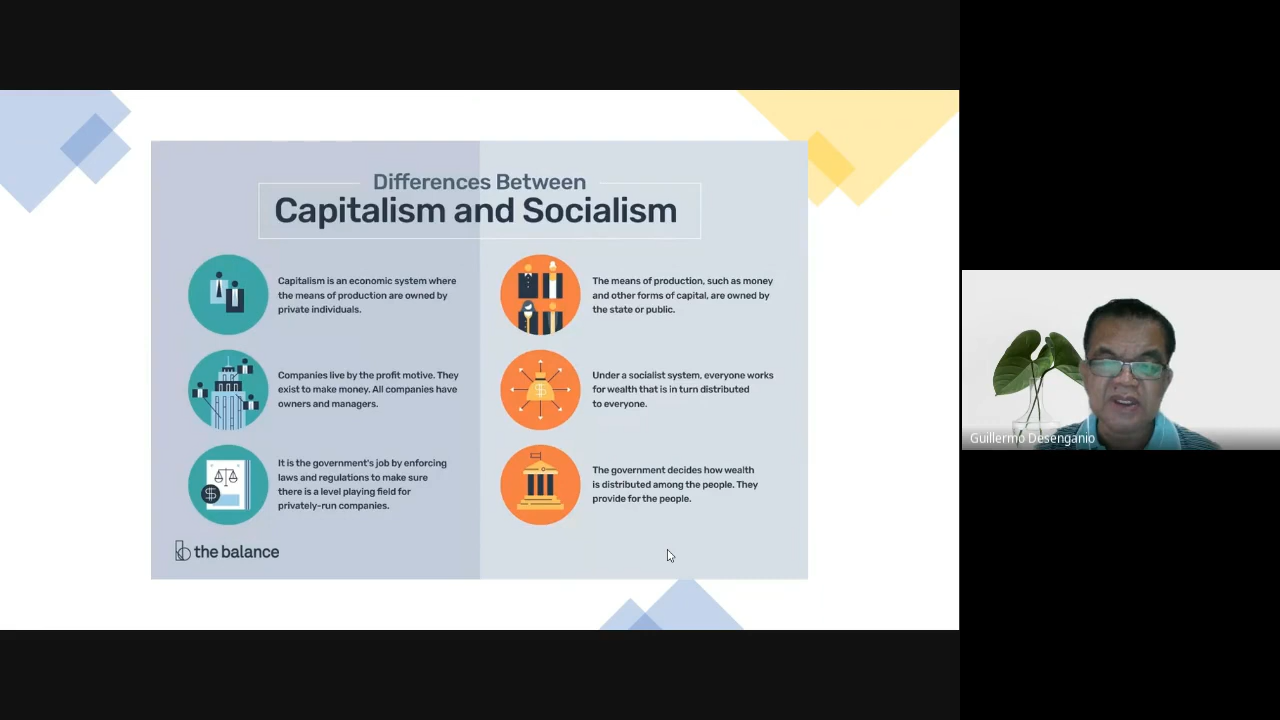 Differences Between
Capitalism and Socialism
Capitalism is an economic system where
the means of production are owned by
private individuals.
Companies live by the profit motive. They
exist to make money. All companies have
owners and managers.
It is the government's job by enforcing
laws and regulations to make sure
there is a level playing field for
privately-run companies.
The means of production, such as money
and other forms of capital, are owned by
the state or public.
Under a socialist system, everyone works
for wealth that is in turn distributed
to everyone.
The government decides how wealth
is distributed among the people. They
provide for the people.
the balance
Guillermo Desenganio